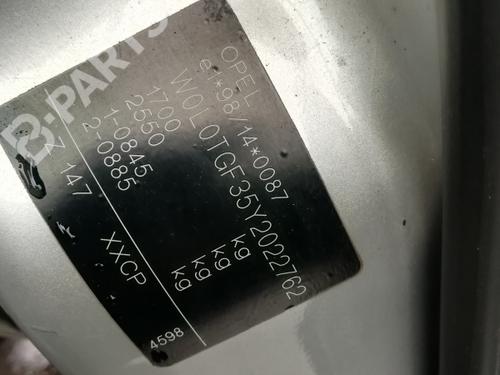 OPEL
e1*98/14*0087
W0L0TGF35Y2022762
1700 kg
2550 kg
1-0845 kg
2-0885 kg
Z 147 XXCP
4598
B-PARTS